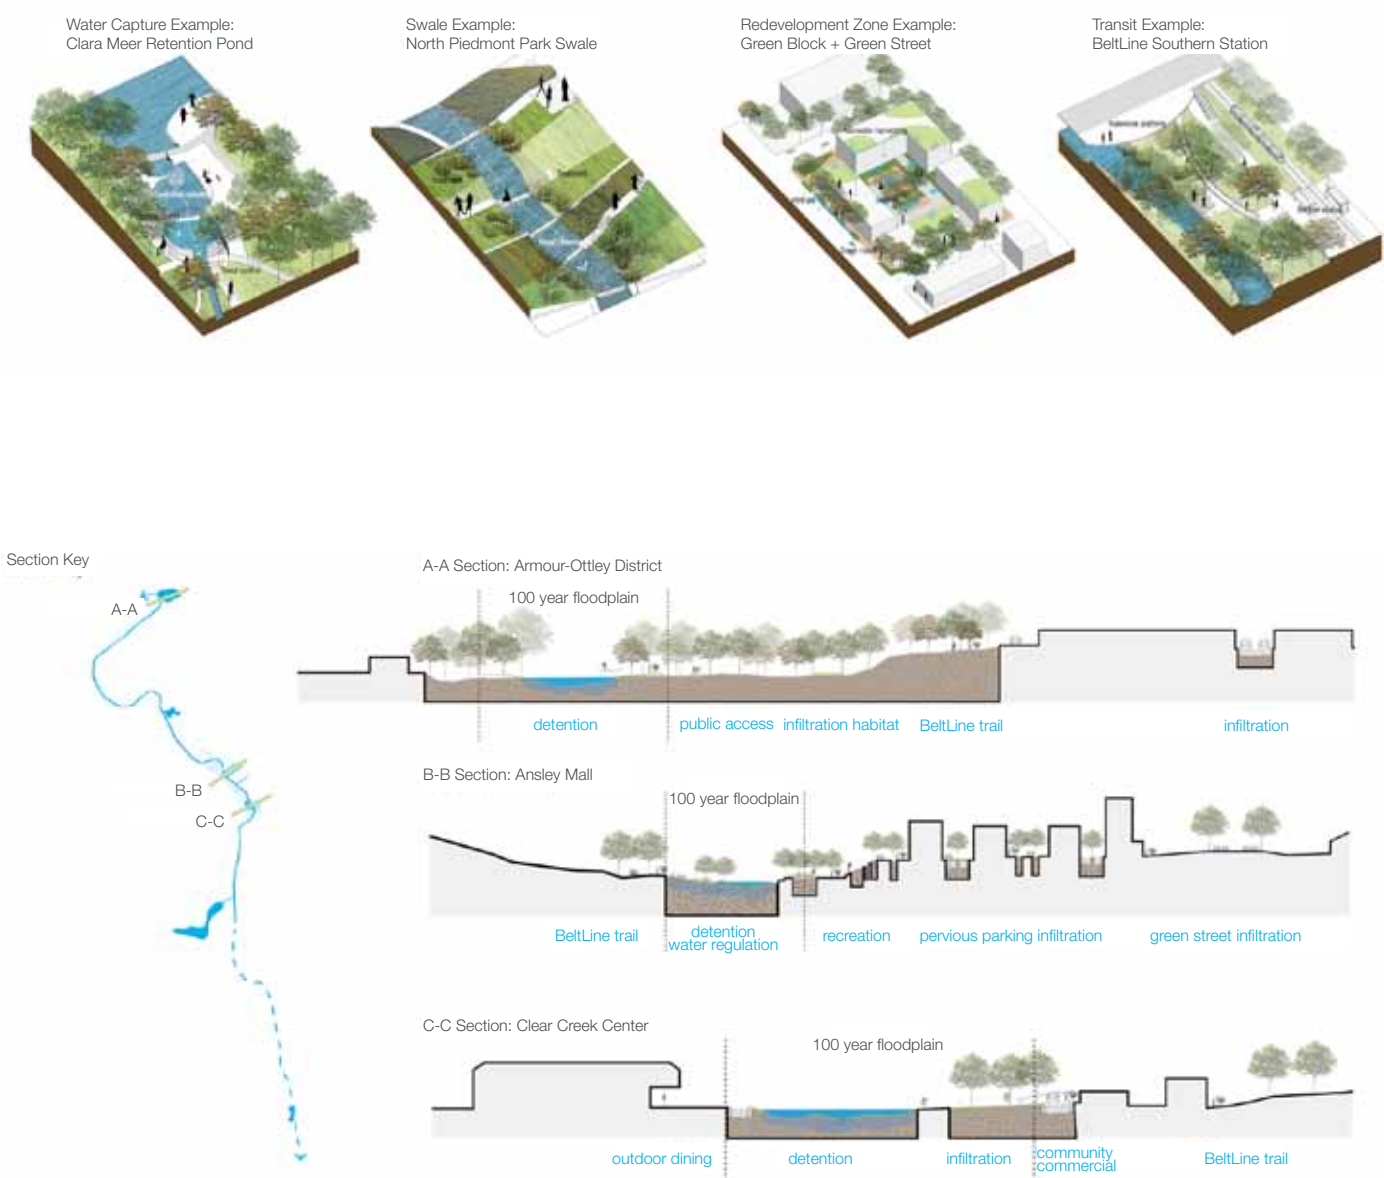 Water Capture Example:
Clara Meer Retention Pond
Swale Example:
North Piedmont Park Swale
Redevelopment Zone Example:
Green Block + Green Street
Transit Example:
BeltLine Southern Station
Section Key
A-A
B-B
C-C
A-A Section: Armour-Ottley District
100 year floodplain
detention
public access
infiltration habitat
BeltLine trail
infiltration
B-B Section: Ansley Mall
100 year floodplain
BeltLine trail
detention
water regulation
recreation
pervious parking infiltration
green street infiltration
C-C Section: Clear Creek Center
100 year floodplain
outdoor dining
detention
infiltration
community
commercial
BeltLine trail